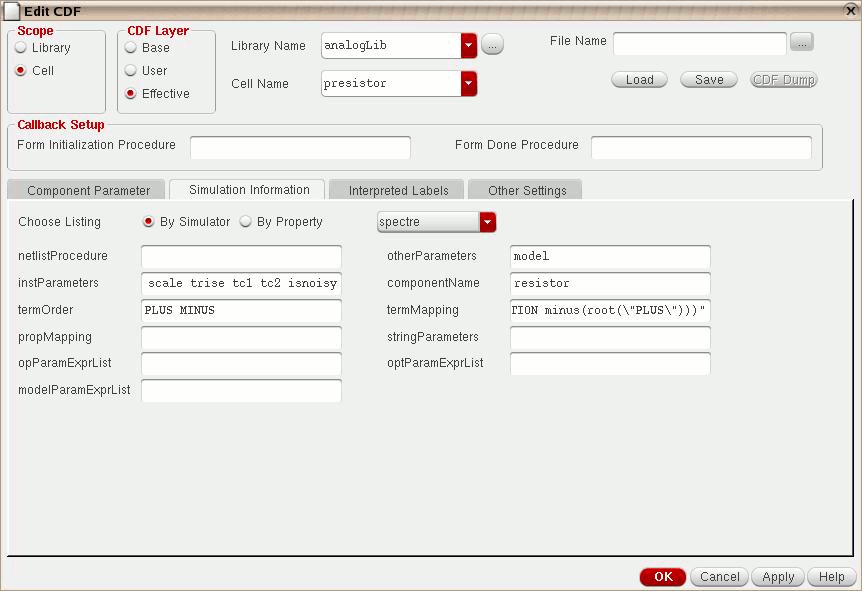 Edit CDF
Scope
Library
Cell
CDF Layer
Base
User
Effective
Library Name analogLib ...
Cell Name presistor
File Name ...
Load Save CDF Dump
Callback Setup
Form Initialization Procedure Form Done Procedure
Component Parameter Simulation Information Interpreted Labels Other Settings
Choose Listing By Simulator By Property spectre
netlistProcedure otherParameters model
instParameters scale trise tc1 tc2 isnoisy componentName resistor
termOrder PLUS MINUS termMapping TION minus(root(\"PLUS\")))"
propMapping stringParameters
opParamExprList optParamExprList
modelParamExprList
OK Cancel Apply Help